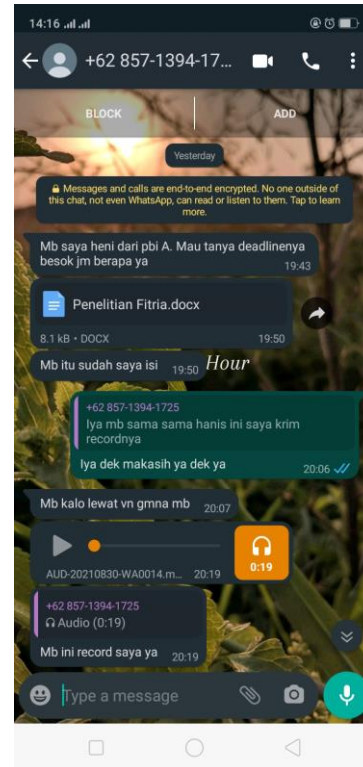 14:16
+62 857-1394-17...
BLOCK
ADD
Yesterday
Messages and calls are end-to-end encrypted. No one outside of
this chat, not even WhatsApp, can read or listen to them. Tap to learn
more.
Mb saya heni dari pbi A. Mau tanya deadlinenya
besok jm berapa ya
19:43
Penelitian Fitria.docx
8.1 kB • DOCX
19:50
Mb itu sudah saya isi 19:50
Hour
+62 857-1394-1725
Iya mb sama sama hanis ini saya krim
recordnya
Iya dek makasih ya dek ya
20:06
Mb kalo lewat vn gmna mb 20:07
0:19
AUD-20210830-WA0014.m... 20:19
+62 857-1394-1725
Audio (0:19)
Mb ini record saya ya 20:19
Type a message